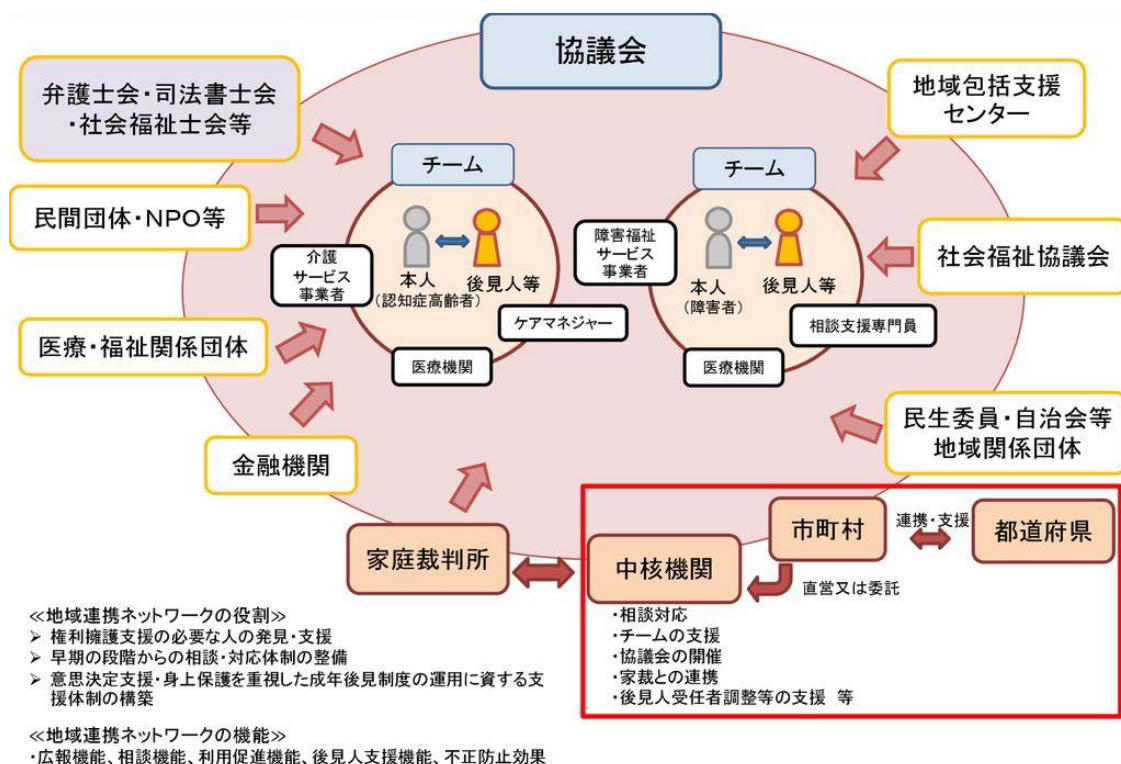 協議会
弁護士会・司法書士会
・社会福祉士会等
地域包括支援
センター
チーム
チーム
民間団体・NPO等
介護
サービス
事業者
本人
(認知症高齢者)
後見人等
ケアマネジャー
医療機関
障害福祉
サービス
事業者
本人
(障害者)
後見人等
相談支援専門員
医療機関
社会福祉協議会
医療・福祉関係団体
金融機関
民生委員・自治会等
地域関係団体
家庭裁判所
中核機関
市町村
連携・支援
都道府県
直営又は委託
・相談対応
・チームの支援
・協議会の開催
・家裁との連携
・後見人受任者調整等の支援 等
≪地域連携ネットワークの役割≫
➢ 権利擁護支援の必要な人の発見・支援
➢ 早期の段階からの相談・対応体制の整備
➢ 意思決定支援・身上保護を重視した成年後見制度の運用に資する支
援体制の構築
≪地域連携ネットワークの機能≫
・広報機能、相談機能、利用促進機能、後見人支援機能、不正防止効果